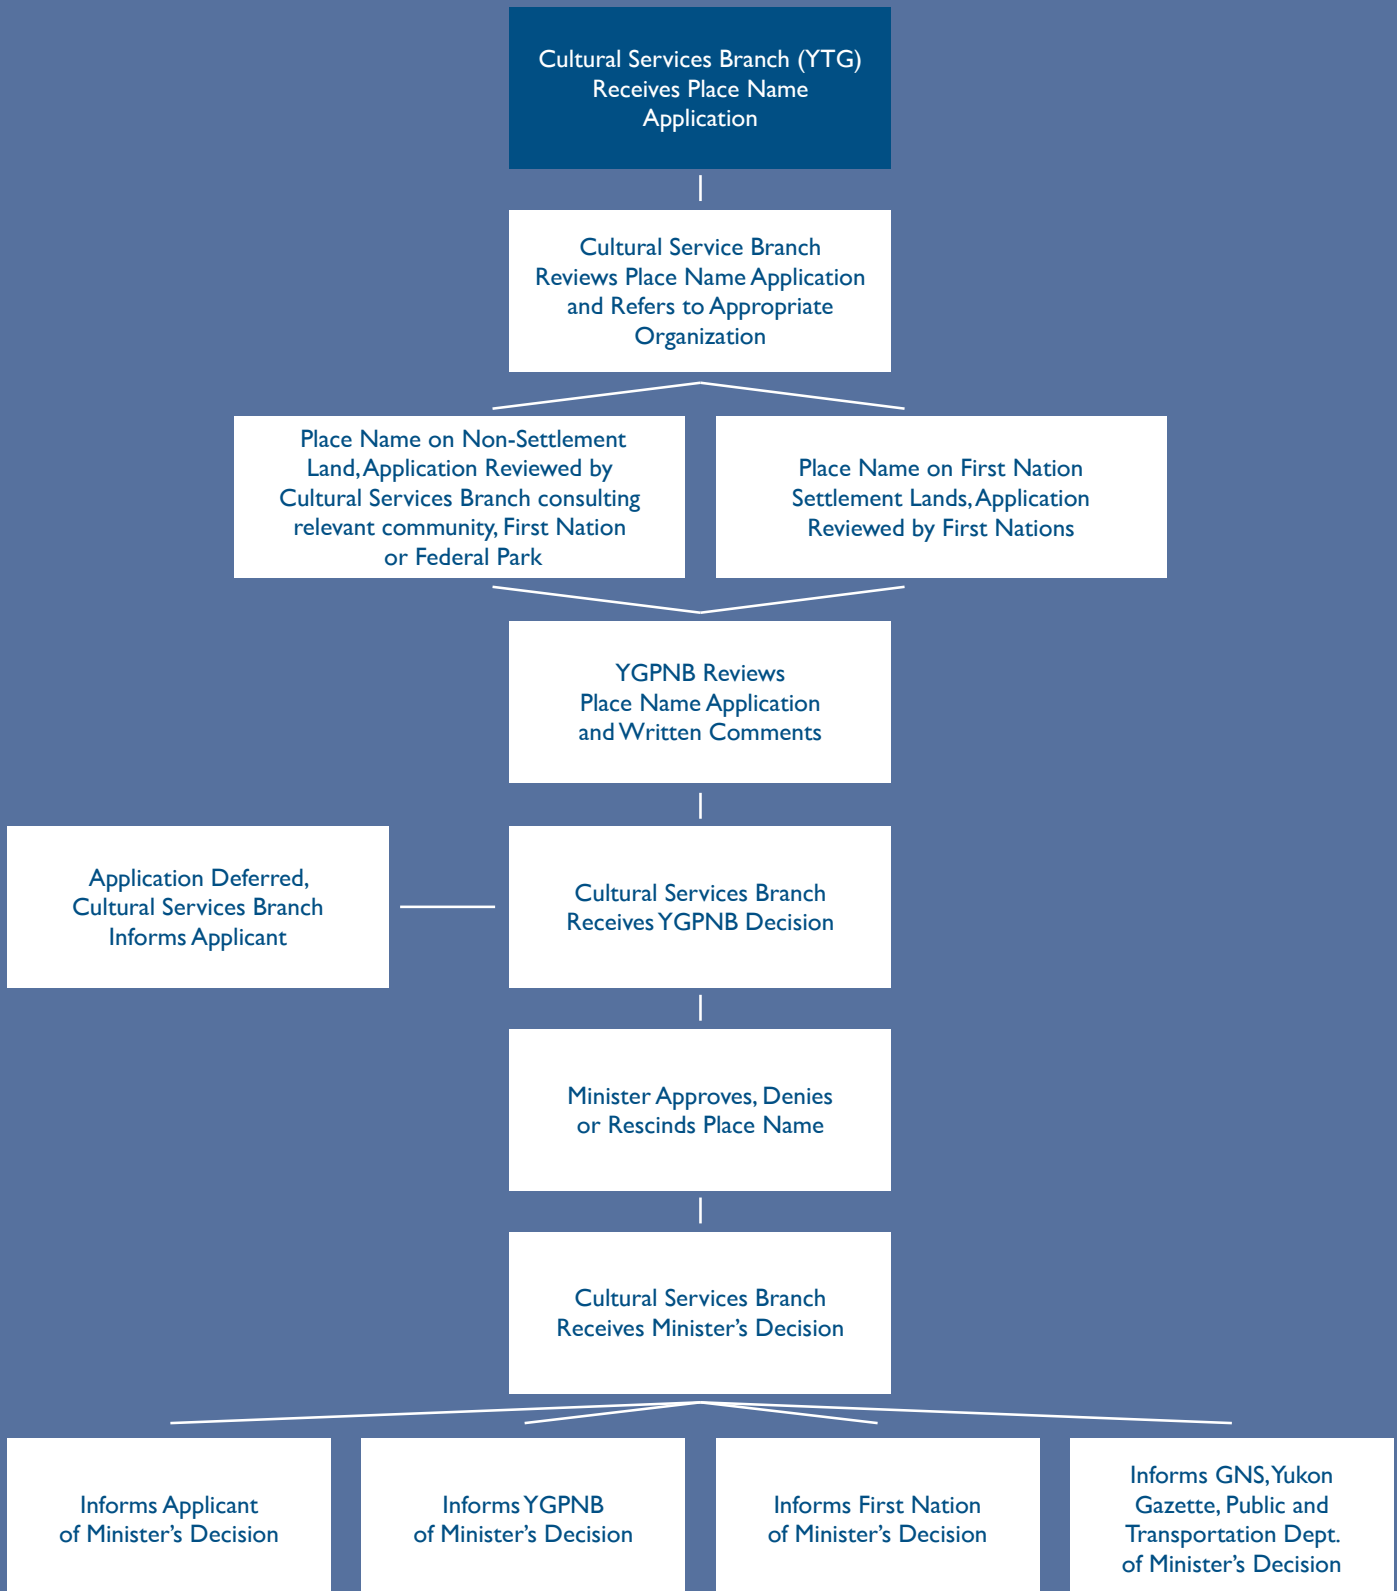 Cultural Services Branch (YTG)
Receives Place Name
Application
Cultural Service Branch
Reviews Place Name Application
and Refers to Appropriate
Organization
Place Name on Non-Settlement
Land, Application Reviewed by
Cultural Services Branch consulting
relevant community, First Nation
or Federal Park
Place Name on First Nation
Settlement Lands, Application
Reviewed by First Nations
YGPNB Reviews
Place Name Application
and Written Comments
Application Deferred,
Cultural Services Branch
Informs Applicant
Cultural Services Branch
Receives YGPNB Decision
Minister Approves, Denies
or Rescinds Place Name
Cultural Services Branch
Receives Minister’s Decision
Informs Applicant
of Minister’s Decision
Informs YGPNB
of Minister’s Decision
Informs First Nation
of Minister’s Decision
Informs GNS, Yukon
Gazette, Public and
Transportation Dept.
of Minister’s Decision